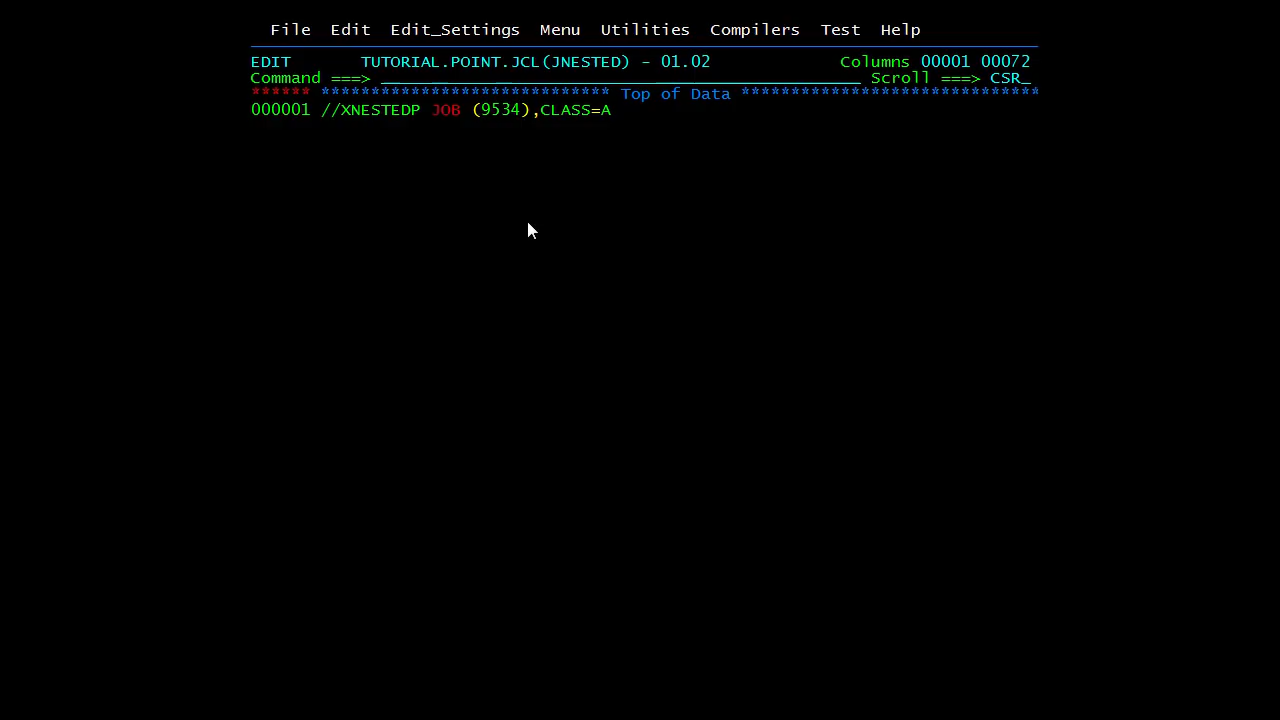 File Edit Edit_Settings Menu Utilities Compilers Test Help
EDIT TUTORIAL.POINT.JCL(JNESTED) - 01.02 Columns 00001 00072
Command ===> Scroll ===> CSR_
****** ***************************** Top of Data ******************************
000001 //XNESTEDP JOB (9534),CLASS=A